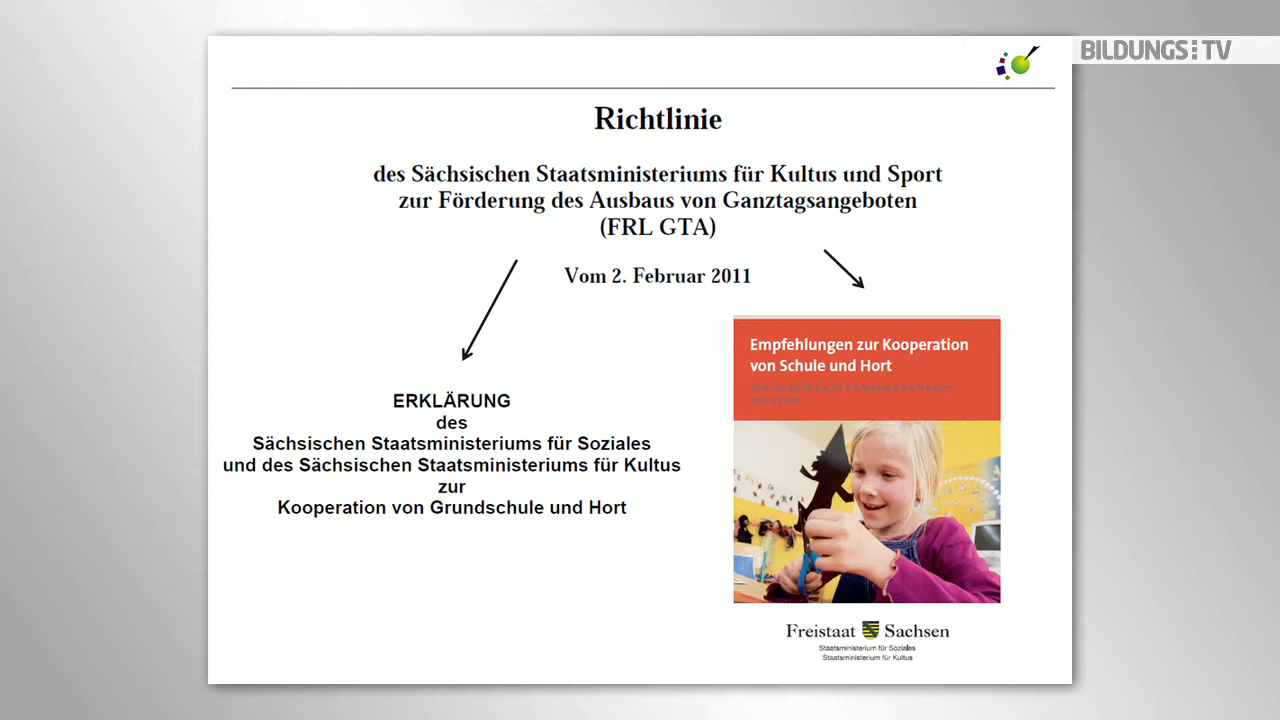 BILDUNGS TV
Richtlinie
des Sächsischen Staatsministeriums für Kultus und Sport
zur Förderung des Ausbaus von Ganztagsangeboten
(FRL GTA)
Vom 2. Februar 2011
ERKLÄRUNG
des
Sächsischen Staatsministeriums für Soziales
und des Sächsischen Staatsministeriums für Kultus
zur
Kooperation von Grundschule und Hort
Empfehlungen zur Kooperation
von Schule und Hort
Freistaat Sachsen
Staatsministerium für Soziales
Staatsministerium für Kultus